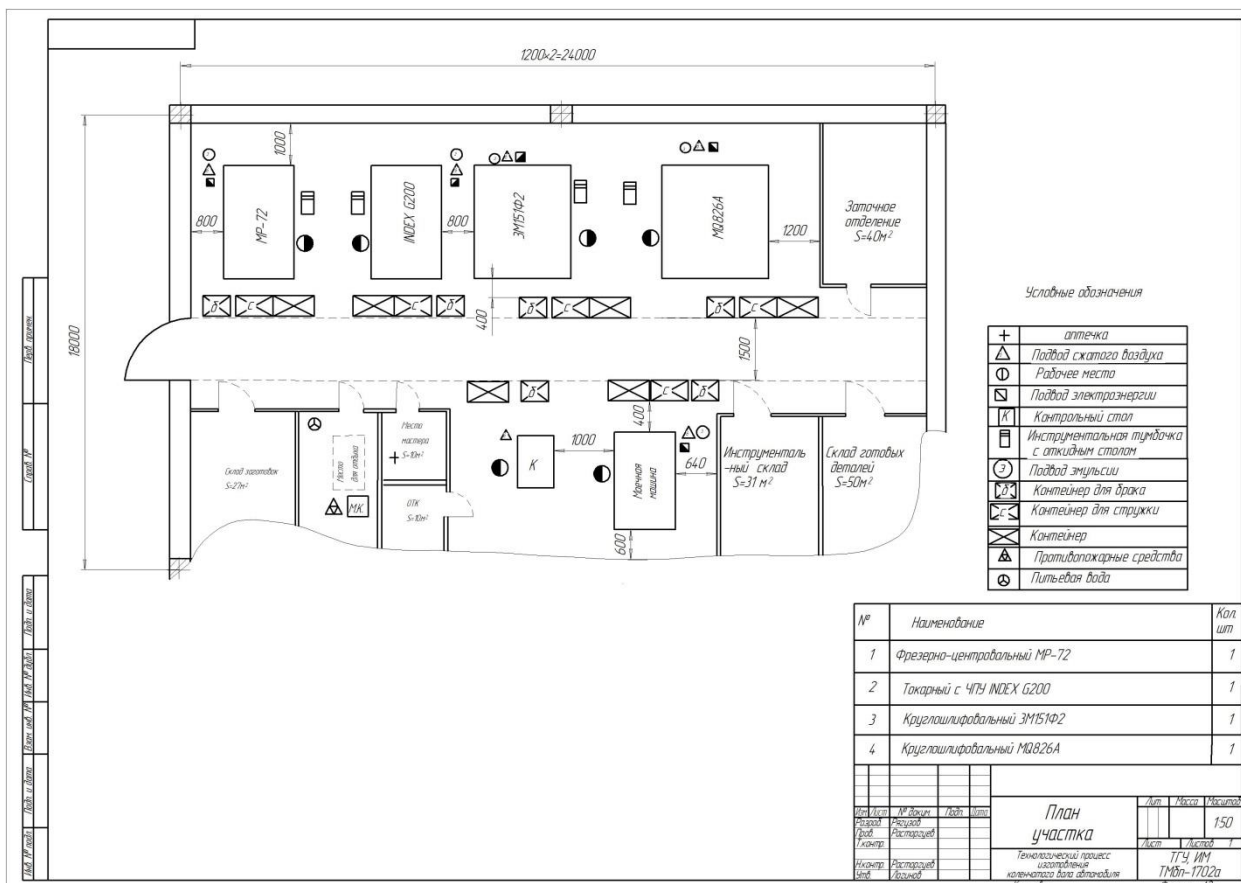 1200×2=24000
18000
1000
З
З
З
З
800
МР-72
INDEX G200
800
3М151Ф2
MQ826A
1200
Заточное
отделение
S=40м²
б
с
с
б
б
с
б
с
400
1500
б
с
б
Склад заготовок
S=27м²
Место
для отдыха
МК
Место
мастера
S=10м²
ОТК
S=10м²
К
1000
400
Моечная
машина
640
600
З
Инструменталь
-ный склад
S=31 м²
Склад готовых
деталей
S=50м²
Условные обозначения
аптечка
Подвод сжатого воздуха
Рабочее место
Подвод электроэнергии
К Контрольный стол
Инструментальная тумбачка
с откидным столом
З Подвод эмульсии
б Контейнер для брака
с Контейнер для стружки
Контейнер
Противопожарные средства
Питьевая вода
№ Наименование Кол. шт
1 Фрезерно-центровальный МР-72 1
2 Токарный с ЧПУ INDEX G200 1
3 Круглошлифовальный 3М151Ф2 1
4 Круглошлифовальный MQ826A 1
Изм. Лист № докум. Подп. Дата
Разраб. Рягузов
Пров. Расторгуев
Т.контр.
Н.контр. Расторгуев
Утв. Логинов
План
участка
Технологический процесс
изготовления
коленчатого вала автомобиля
Лит. Масса Масштаб
1:50
Лист Листов 1
ТГУ, ИМ
ТМбп-1702а
Перв. примен.
Справ. №
Подп. и дата
Инв. № дубл.
Взам. инв. №
Подп. и дата
Инв. № подл.